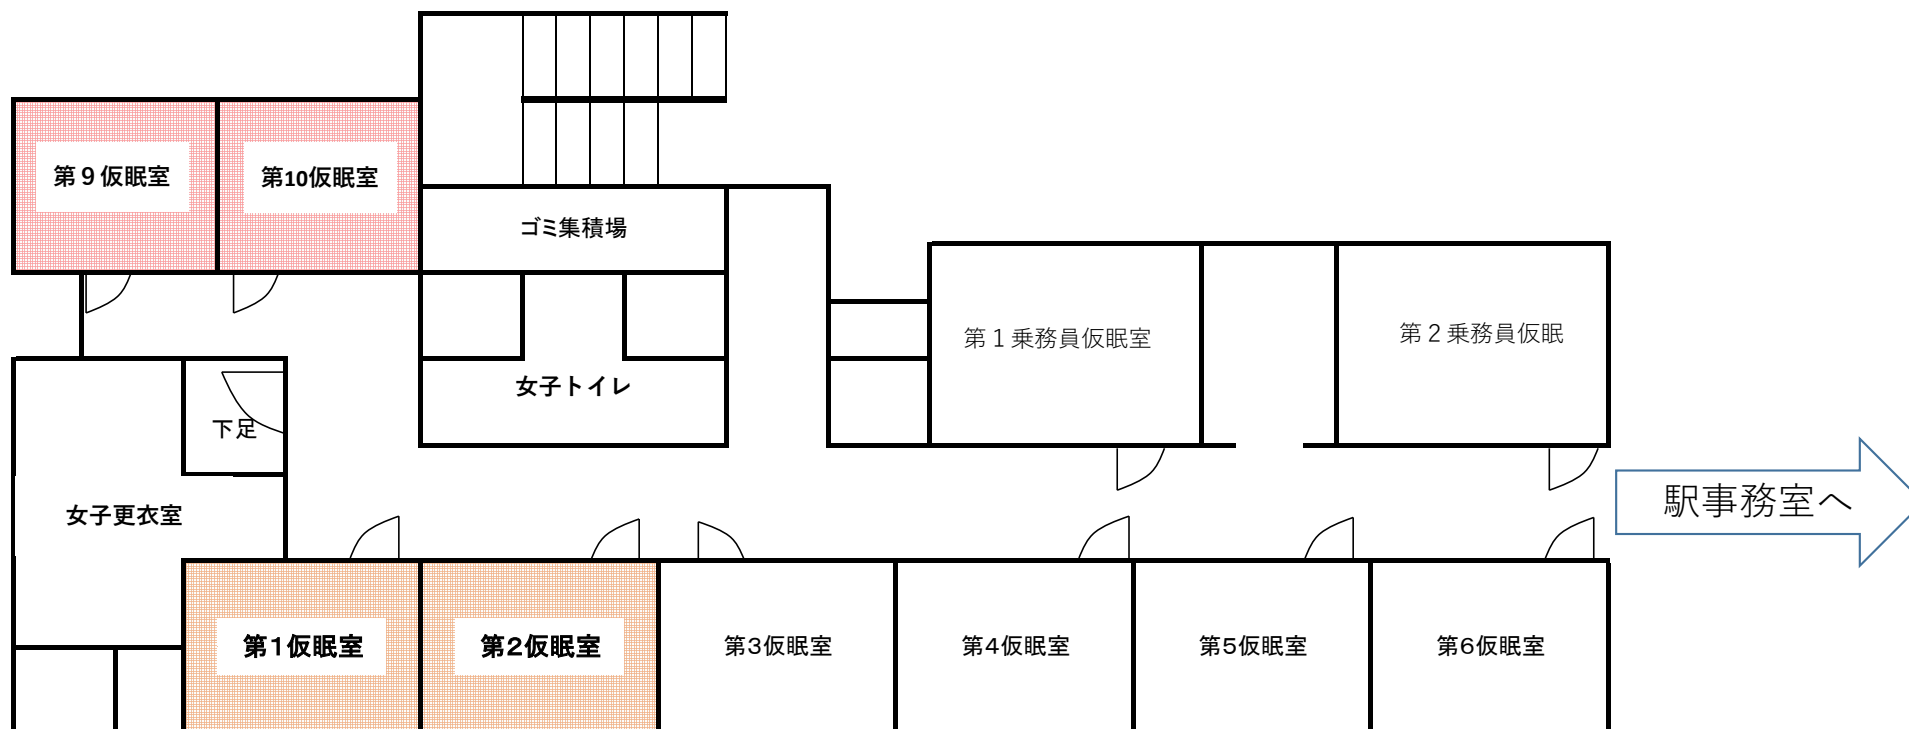 第９仮眠室
第10仮眠室
ゴミ集積場
第１乗務員仮眠室
第２乗務員仮眠
女子トイレ
下足
女子更衣室
駅事務室へ
第1仮眠室
第2仮眠室
第3仮眠室
第4仮眠室
第5仮眠室
第6仮眠室